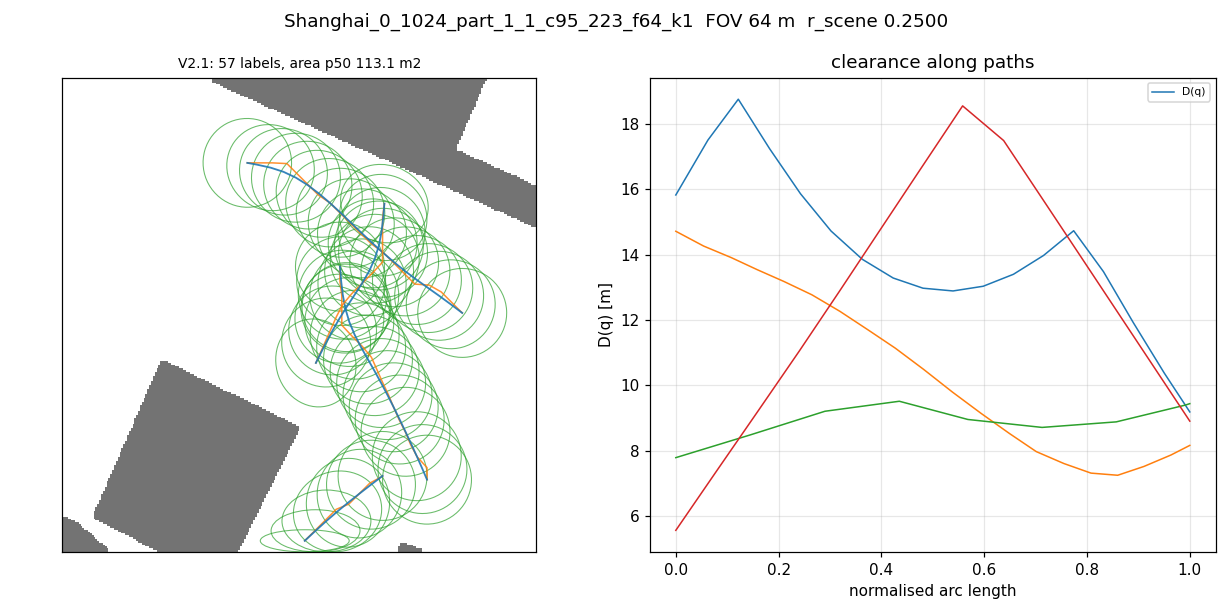 Shanghai_0_1024_part_1_1_c95_223_f64_k1  FOV 64 m  r_scene 0.2500
V2.1: 57 labels, area p50 113.1 m2
clearance along paths
D(q)
D(q) [m]
18
16
14
12
10
8
6
0.0 0.2 0.4 0.6 0.8 1.0
normalised arc length